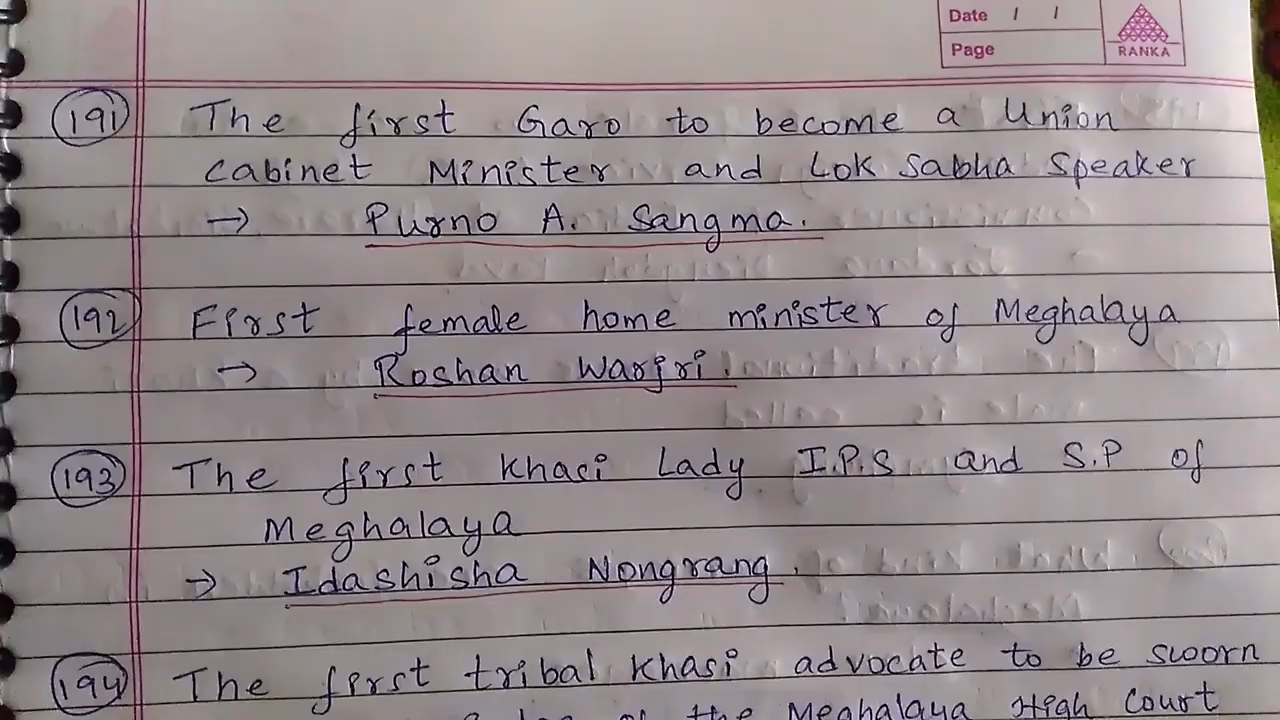 Date / /
Page
RANKA
191 The first Garo to become a Union
Cabinet Minister and Lok Sabha Speaker
→ Purno A. Sangma.
192 First female home minister of Meghalaya
→ Roshan Warjri.
193 The first Khasi Lady I.P.S and S.P of
Meghalaya
→ Idashisha Nongrang.
194 The first tribal Khasi advocate to be sworn
of the Meghalaya High Court